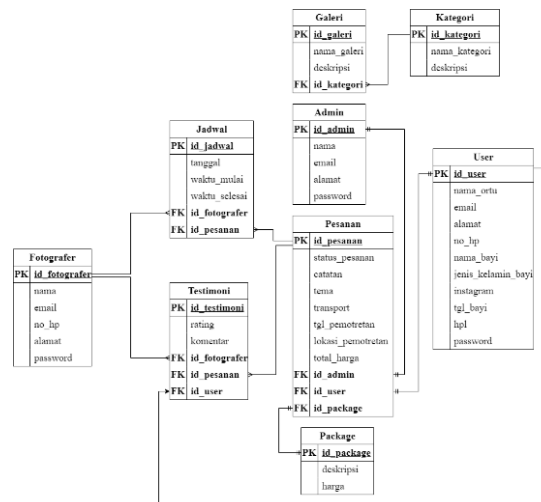 Galeri
PK id_galeri
nama_galeri
deskripsi
FK id_kategori
Kategori
PK id_kategori
nama_kategori
deskripsi
Admin
PK id_admin
nama
email
alamat
password
Jadwal
PK id_jadwal
tanggal
waktu_mulai
waktu_selesai
FK id_fotografer
FK id_pesanan
User
PK id_user
nama_ortu
email
alamat
no_hp
nama_bayi
jenis_kelamin_bayi
instagram
tgl_bayi
hpl
password
Pesanan
PK id_pesanan
status_pesanan
catatan
tema
transport
tgl_pemotretan
lokasi_pemotretan
total_harga
FK id_admin
FK id_user
FK id_package
Fotografer
PK id_fotografer
nama
email
no_hp
alamat
password
Testimoni
PK id_testimoni
rating
komentar
FK id_fotografer
FK id_pesanan
FK id_user
Package
PK id_package
deskripsi
harga